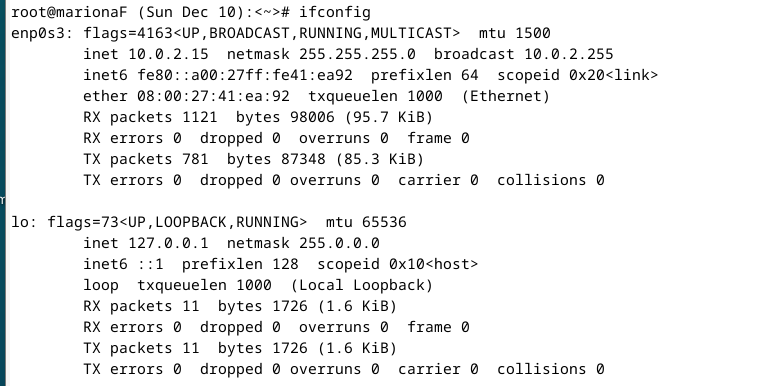 root@marionaF (Sun Dec 10):<~># ifconfig
enp0s3: flags=4163<UP,BROADCAST,RUNNING,MULTICAST>  mtu 1500
        inet 10.0.2.15  netmask 255.255.255.0  broadcast 10.0.2.255
        inet6 fe80::a00:27ff:fe41:ea92  prefixlen 64  scopeid 0x20<link>
        ether 08:00:27:41:ea:92  txqueuelen 1000  (Ethernet)
        RX packets 1121  bytes 98006 (95.7 KiB)
        RX errors 0  dropped 0  overruns 0  frame 0
        TX packets 781  bytes 87348 (85.3 KiB)
        TX errors 0  dropped 0 overruns 0  carrier 0  collisions 0

lo: flags=73<UP,LOOPBACK,RUNNING>  mtu 65536
        inet 127.0.0.1  netmask 255.0.0.0
        inet6 ::1  prefixlen 128  scopeid 0x10<host>
        loop  txqueuelen 1000  (Local Loopback)
        RX packets 11  bytes 1726 (1.6 KiB)
        RX errors 0  dropped 0  overruns 0  frame 0
        TX packets 11  bytes 1726 (1.6 KiB)
        TX errors 0  dropped 0 overruns 0  carrier 0  collisions 0